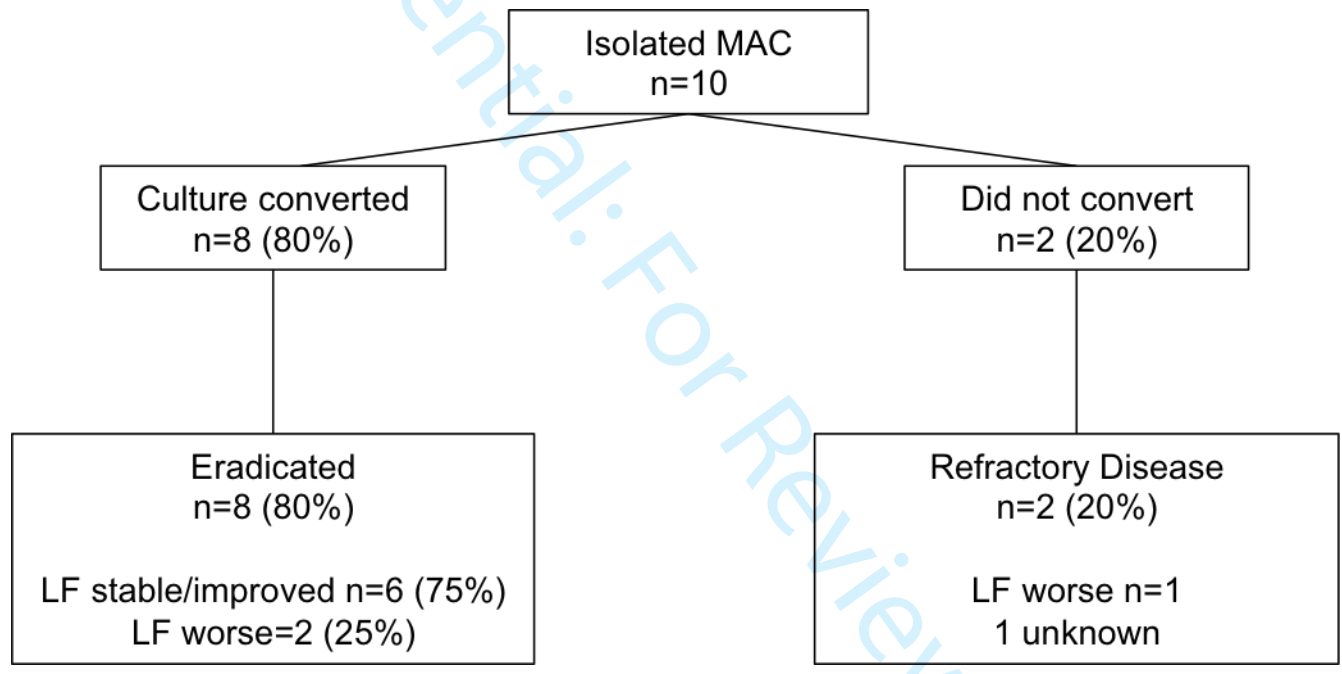 Isolated MAC
n=10
Culture converted
n=8 (80%)
Did not convert
n=2 (20%)
Eradicated
n=8 (80%)
LF stable/improved n=6 (75%)
LF worse=2 (25%)
Refractory Disease
n=2 (20%)
LF worse n=1
1 unknown
ential: For Review